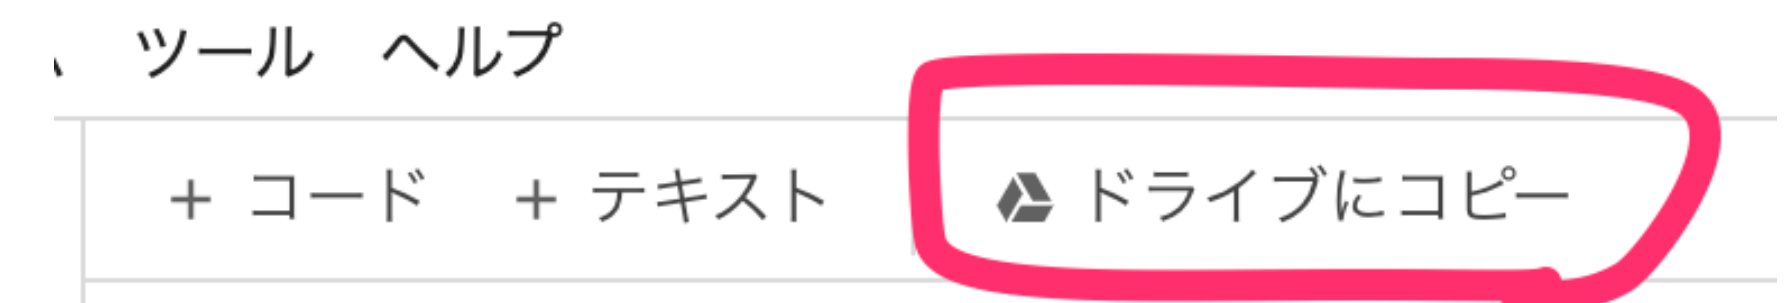 ツール ヘルプ
+ コード + テキスト ドライブにコピー